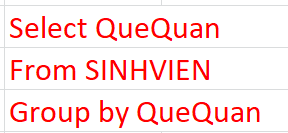 Select QueQuan
From SINHVIEN
Group by QueQuan